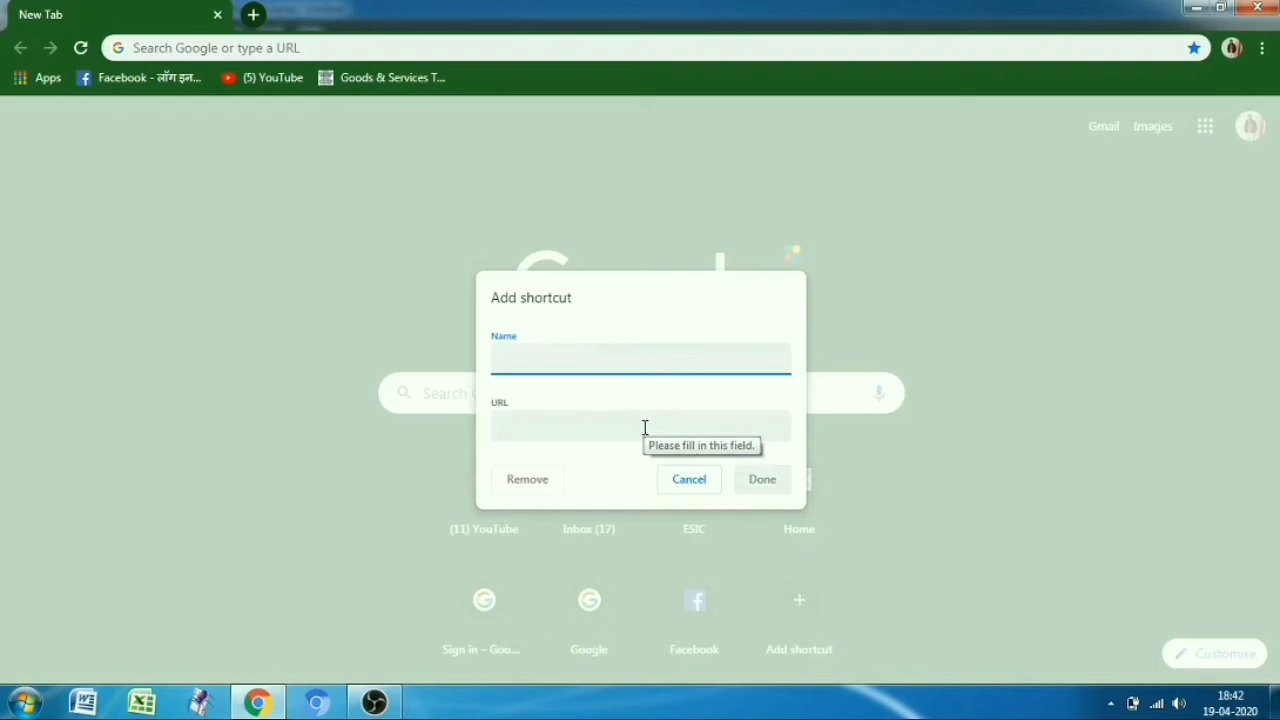 New Tab
Search Google or type a URL
Apps
Facebook - लॉग इन...
(5) YouTube
Goods & Services T...
Gmail
Images
Add shortcut
Name
Search
URL
Please fill in this field.
Remove
Cancel
Done
(11) YouTube
Inbox (17)
ESIC
Home
Sign in – Goo...
Google
Facebook
Add shortcut
Customise
18:42
19-04-2020